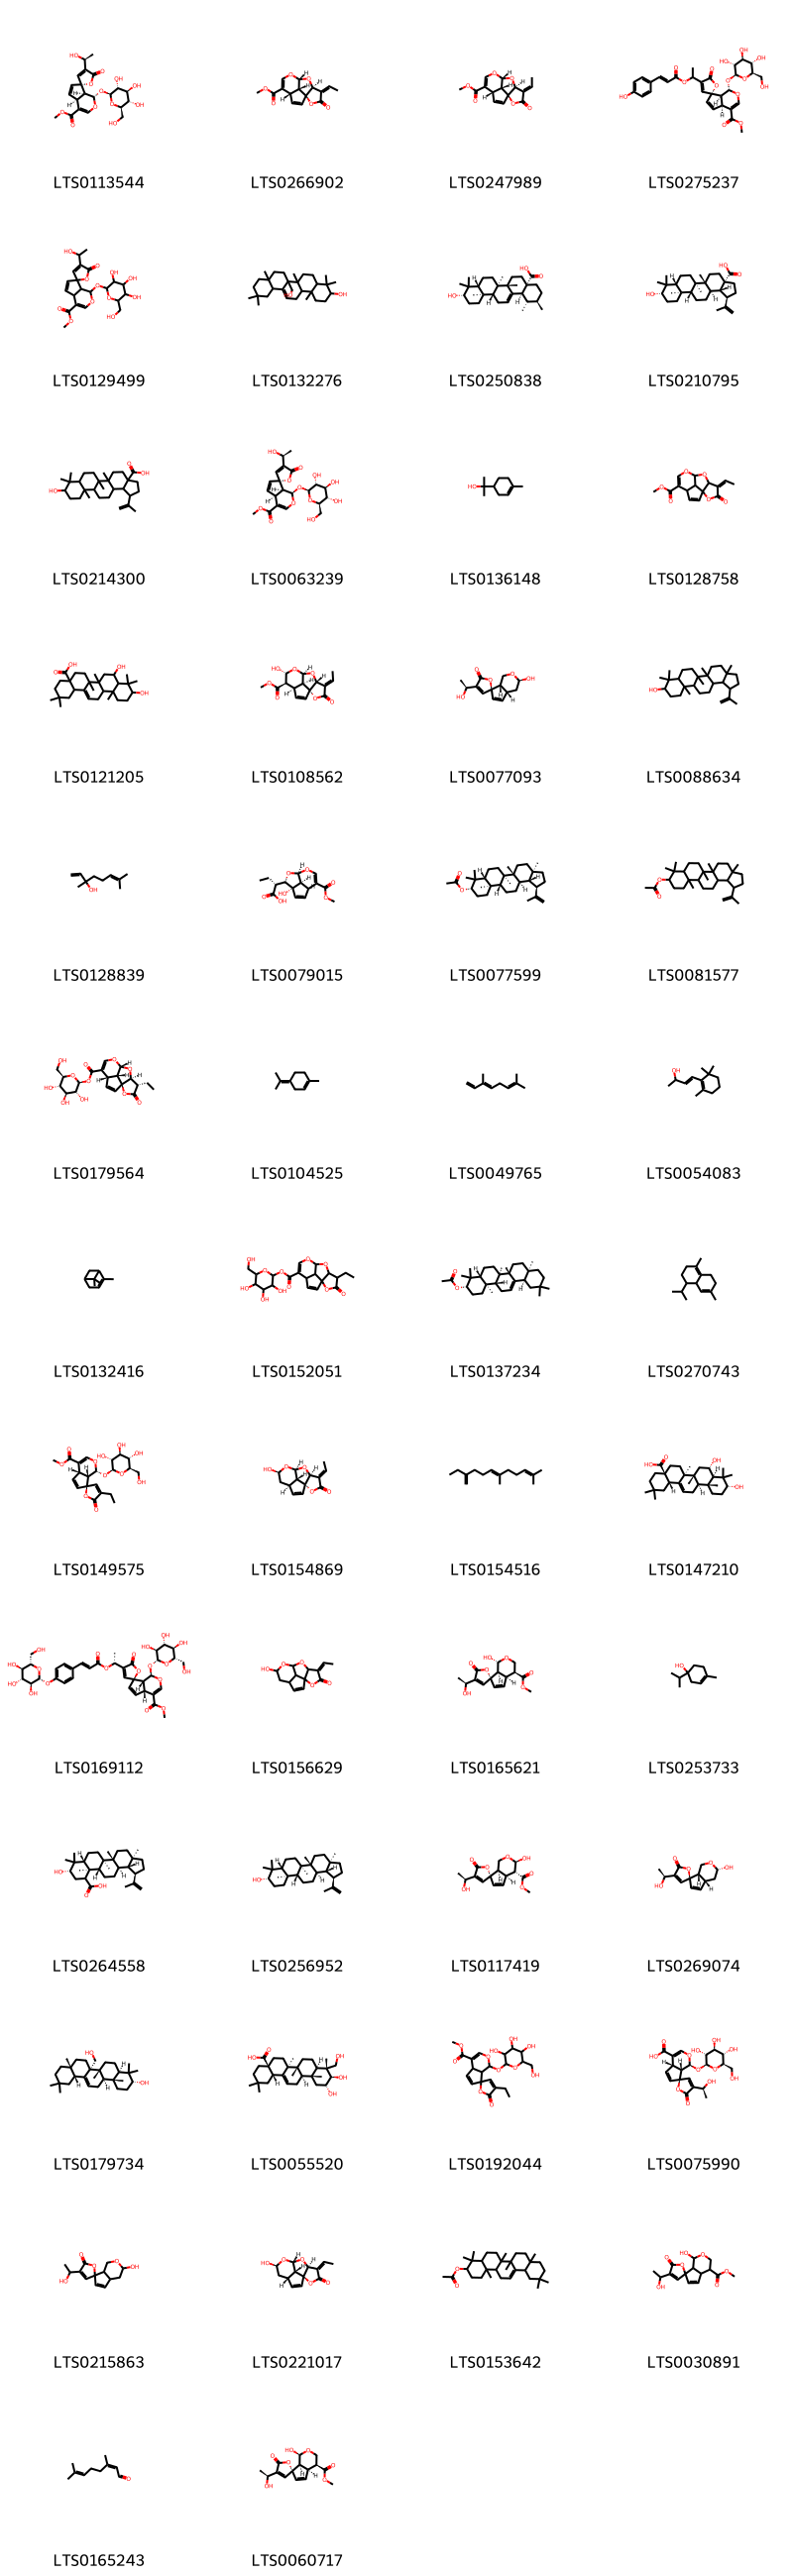 LTS0113544 LTS0266902 LTS0247989 LTS0275237
LTS0129499 LTS0132276 LTS0250838 LTS0210795
LTS0214300 LTS0063239 LTS0136148 LTS0128758
LTS0121205 LTS0108562 LTS0077093 LTS0088634
LTS0128839 LTS0079015 LTS0077599 LTS0081577
LTS0179564 LTS0104525 LTS0049765 LTS0054083
LTS0132416 LTS0152051 LTS0137234 LTS0270743
LTS0149575 LTS0154869 LTS0154516 LTS0147210
LTS0169112 LTS0156629 LTS0165621 LTS0253733
LTS0264558 LTS0256952 LTS0117419 LTS0269074
LTS0179734 LTS0055520 LTS0192044 LTS0075990
LTS0215863 LTS0221017 LTS0153642 LTS0030891
LTS0165243 LTS0060717